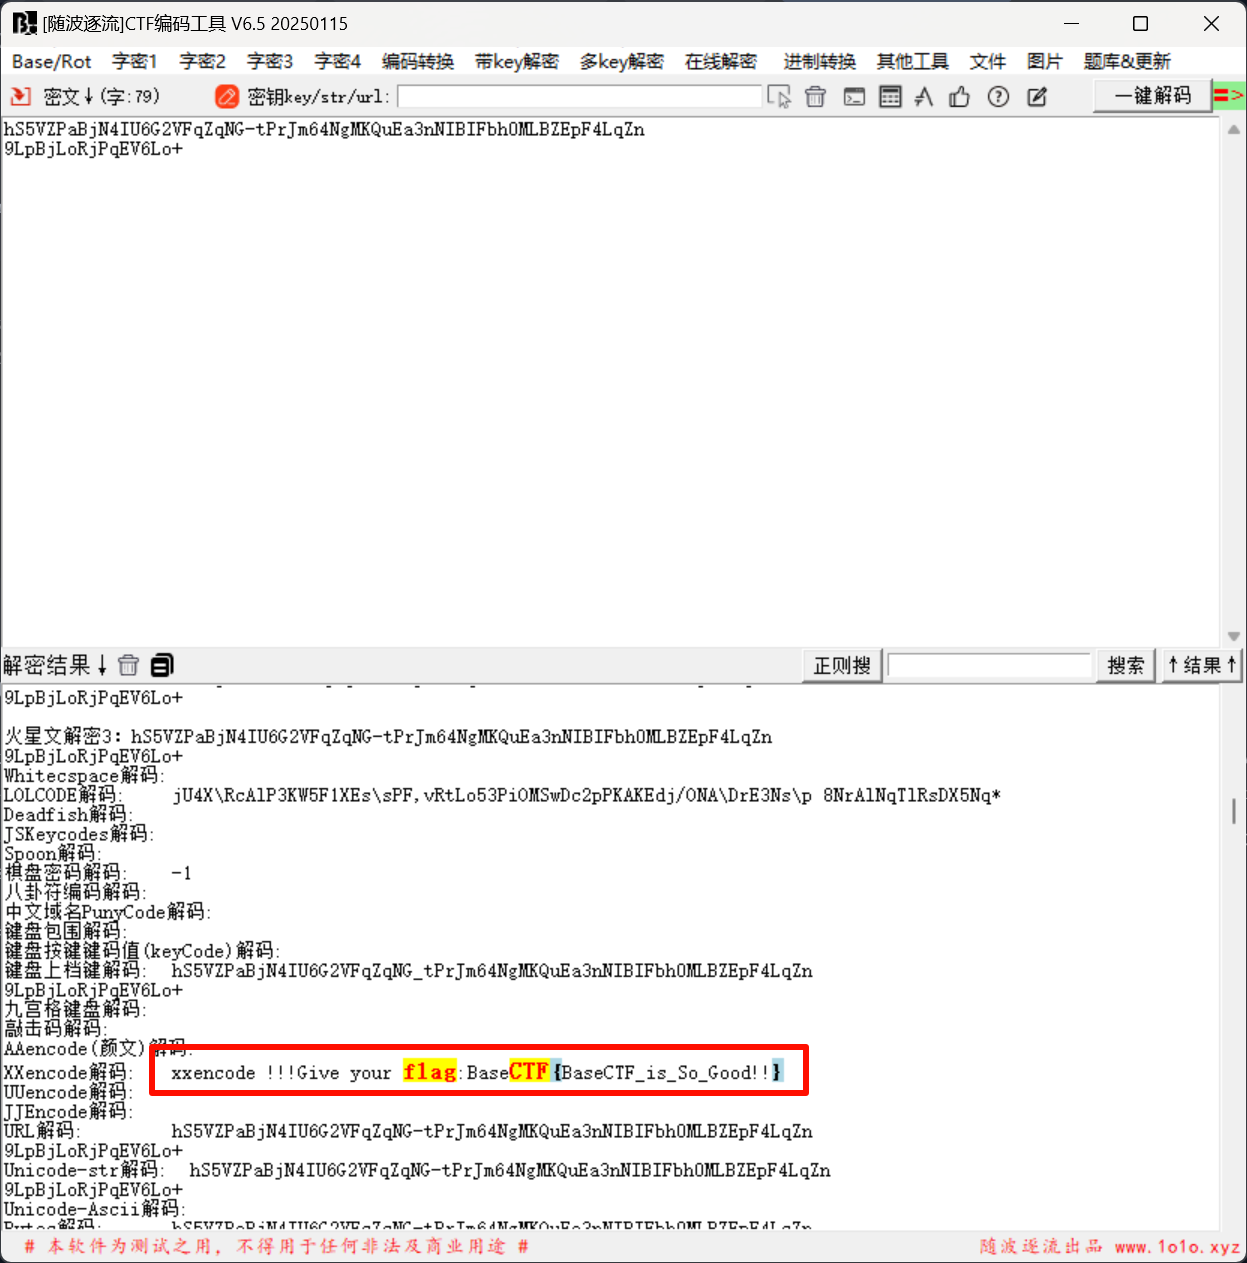 [随波逐流]CTF编码工具 V6.5 20250115
Base/Rot 字密1 字密2 字密3 字密4 编码转换 带key解密 多key解密 在线解密 进制转换 其他工具 文件 图片 题库&更新
密文↓(字:79) 密钥key/str/url: 一键解码 =>
hS5VZPaBjN4IU6G2VFqZqNG-tPrJm64NgMKQuEa3nNIBIFbh0MLBZEpF4LqZn
9LpBjLoRjPqEV6Lo+
解密结果↓ 正则搜 搜索 ↑结果↑
9LpBjLoRjPqEV6Lo+
火星文解密3: hS5VZPaBjN4IU6G2VFqZqNG-tPrJm64NgMKQuEa3nNIBIFbh0MLBZEpF4LqZn
9LpBjLoRjPqEV6Lo+
Whitecspace解码:
LOLCODE解码: jU4X\RcAlP3KW5F1XEs\sPF,vRtLo53PiOMSwDc2pPKAKEdj/ONA\DrE3Ns\p 8NrAlNqTlRsDX5Nq*
Deadfish解码:
JSKeycodes解码:
Spoon解码:
棋盘密码解码: -1
八卦符编码解码:
中文域名PunyCode解码:
键盘包围解码:
键盘按键键码值(keyCode)解码:
键盘上档键解码: hS5VZPaBjN4IU6G2VFqZqNG_tPrJm64NgMKQuEa3nNIBIFbh0MLBZEpF4LqZn
9LpBjLoRjPqEV6Lo+
九宫格键盘解码:
敲击码解码:
AAencode(颜文)解码:
XXencode解码: xxencode !!!Give your flag:BaseCTF{BaseCTF_is_So_Good!!}
UUencode解码:
JJEncode解码:
URL解码: hS5VZPaBjN4IU6G2VFqZqNG-tPrJm64NgMKQuEa3nNIBIFbh0MLBZEpF4LqZn
9LpBjLoRjPqEV6Lo+
Unicode-str解码: hS5VZPaBjN4IU6G2VFqZqNG-tPrJm64NgMKQuEa3nNIBIFbh0MLBZEpF4LqZn
9LpBjLoRjPqEV6Lo+
Unicode-Ascii解码:
# 本软件为测试之用，不得用于任何非法及商业用途 # 随波逐流出品 www.1o1o.xyz